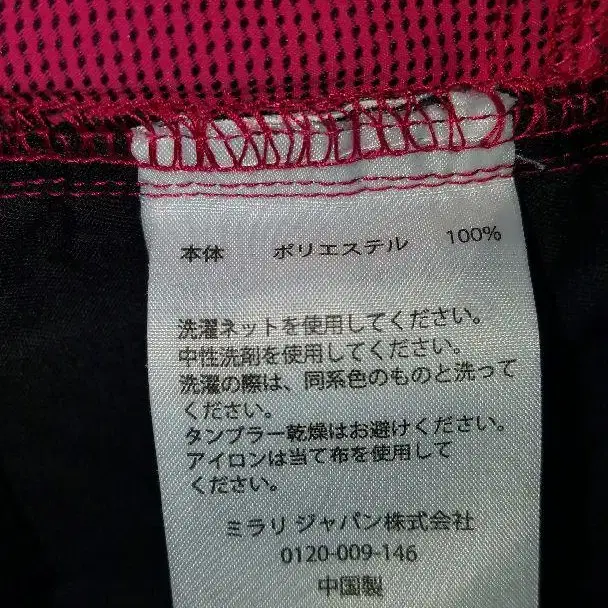 本体 ポリエステル 100%
洗濯ネットを使用してください。
中性洗剤を使用してください。
洗濯の際は、同系色のものと洗って
ください。
タンブラー乾燥はお避けください。
アイロンは当て布を使用して
ください。
ミラリ ジャパン株式会社
0120-009-146
中国製